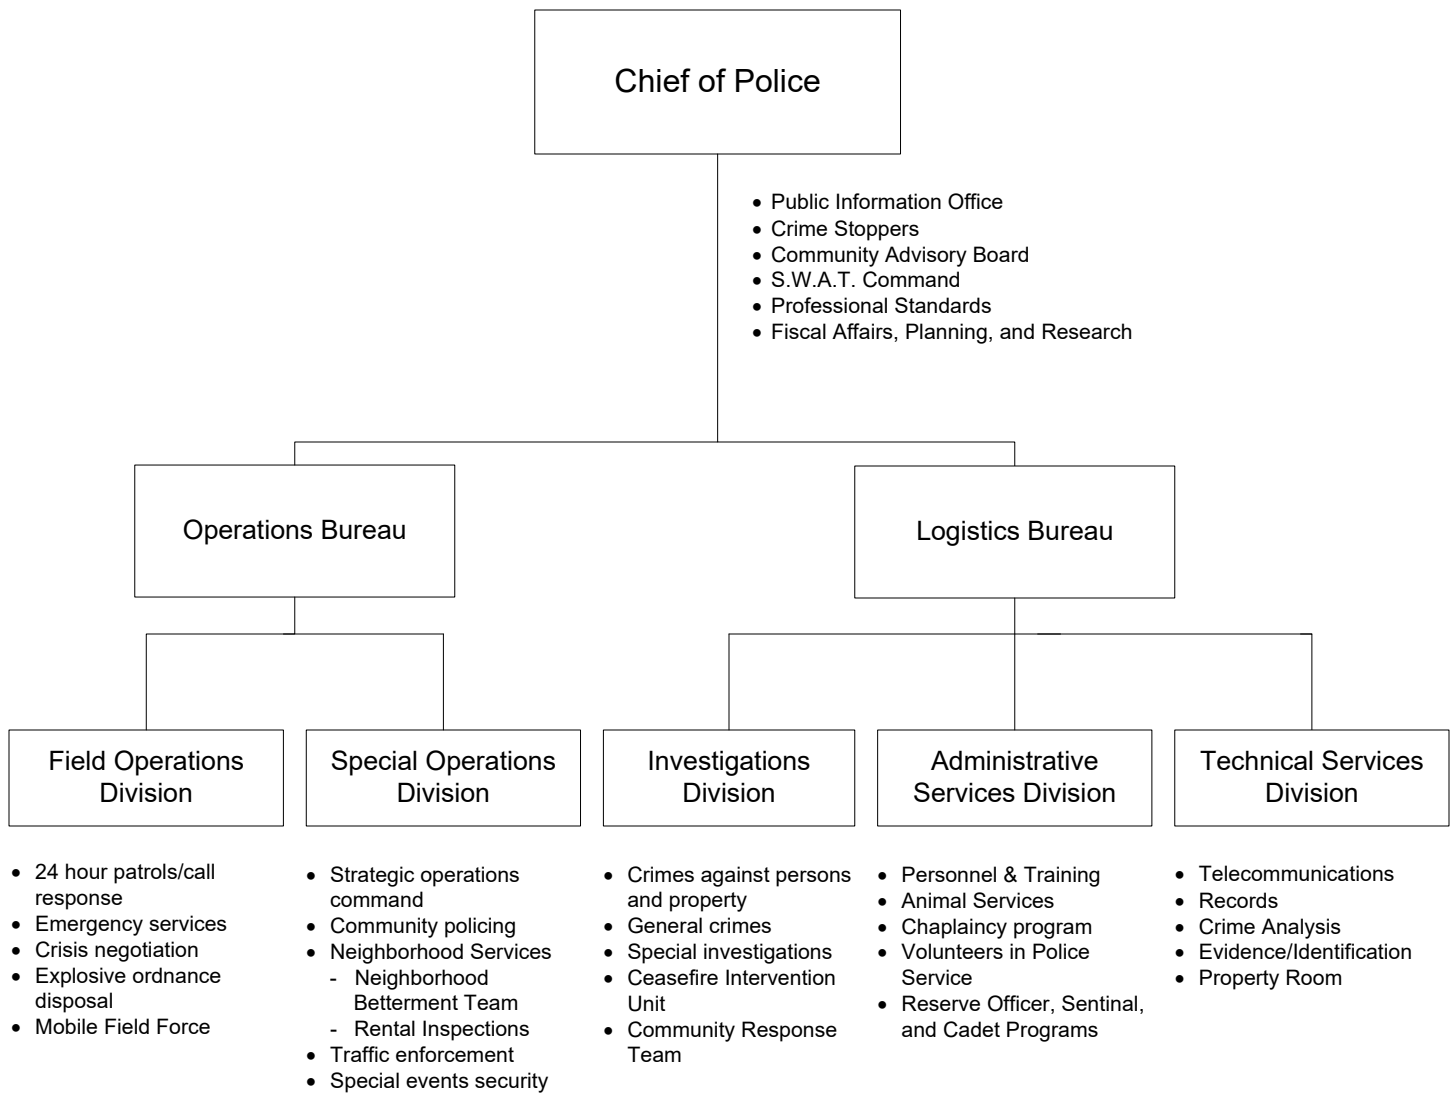 Chief of Police
• Public Information Office
• Crime Stoppers
• Community Advisory Board
• S.W.A.T. Command
• Professional Standards
• Fiscal Affairs, Planning, and Research
Operations Bureau
Logistics Bureau
Field Operations
Division
• 24 hour patrols/call
response
• Emergency services
• Crisis negotiation
• Explosive ordnance
disposal
• Mobile Field Force
Special Operations
Division
• Strategic operations
command
• Community policing
• Neighborhood Services
- Neighborhood
Betterment Team
- Rental Inspections
• Traffic enforcement
• Special events security
Investigations
Division
• Crimes against persons
and property
• General crimes
• Special investigations
• Ceasefire Intervention
Unit
• Community Response
Team
Administrative
Services Division
• Personnel & Training
• Animal Services
• Chaplaincy program
• Volunteers in Police
Service
• Reserve Officer, Sentinal,
and Cadet Programs
Technical Services
Division
• Telecommunications
• Records
• Crime Analysis
• Evidence/Identification
• Property Room